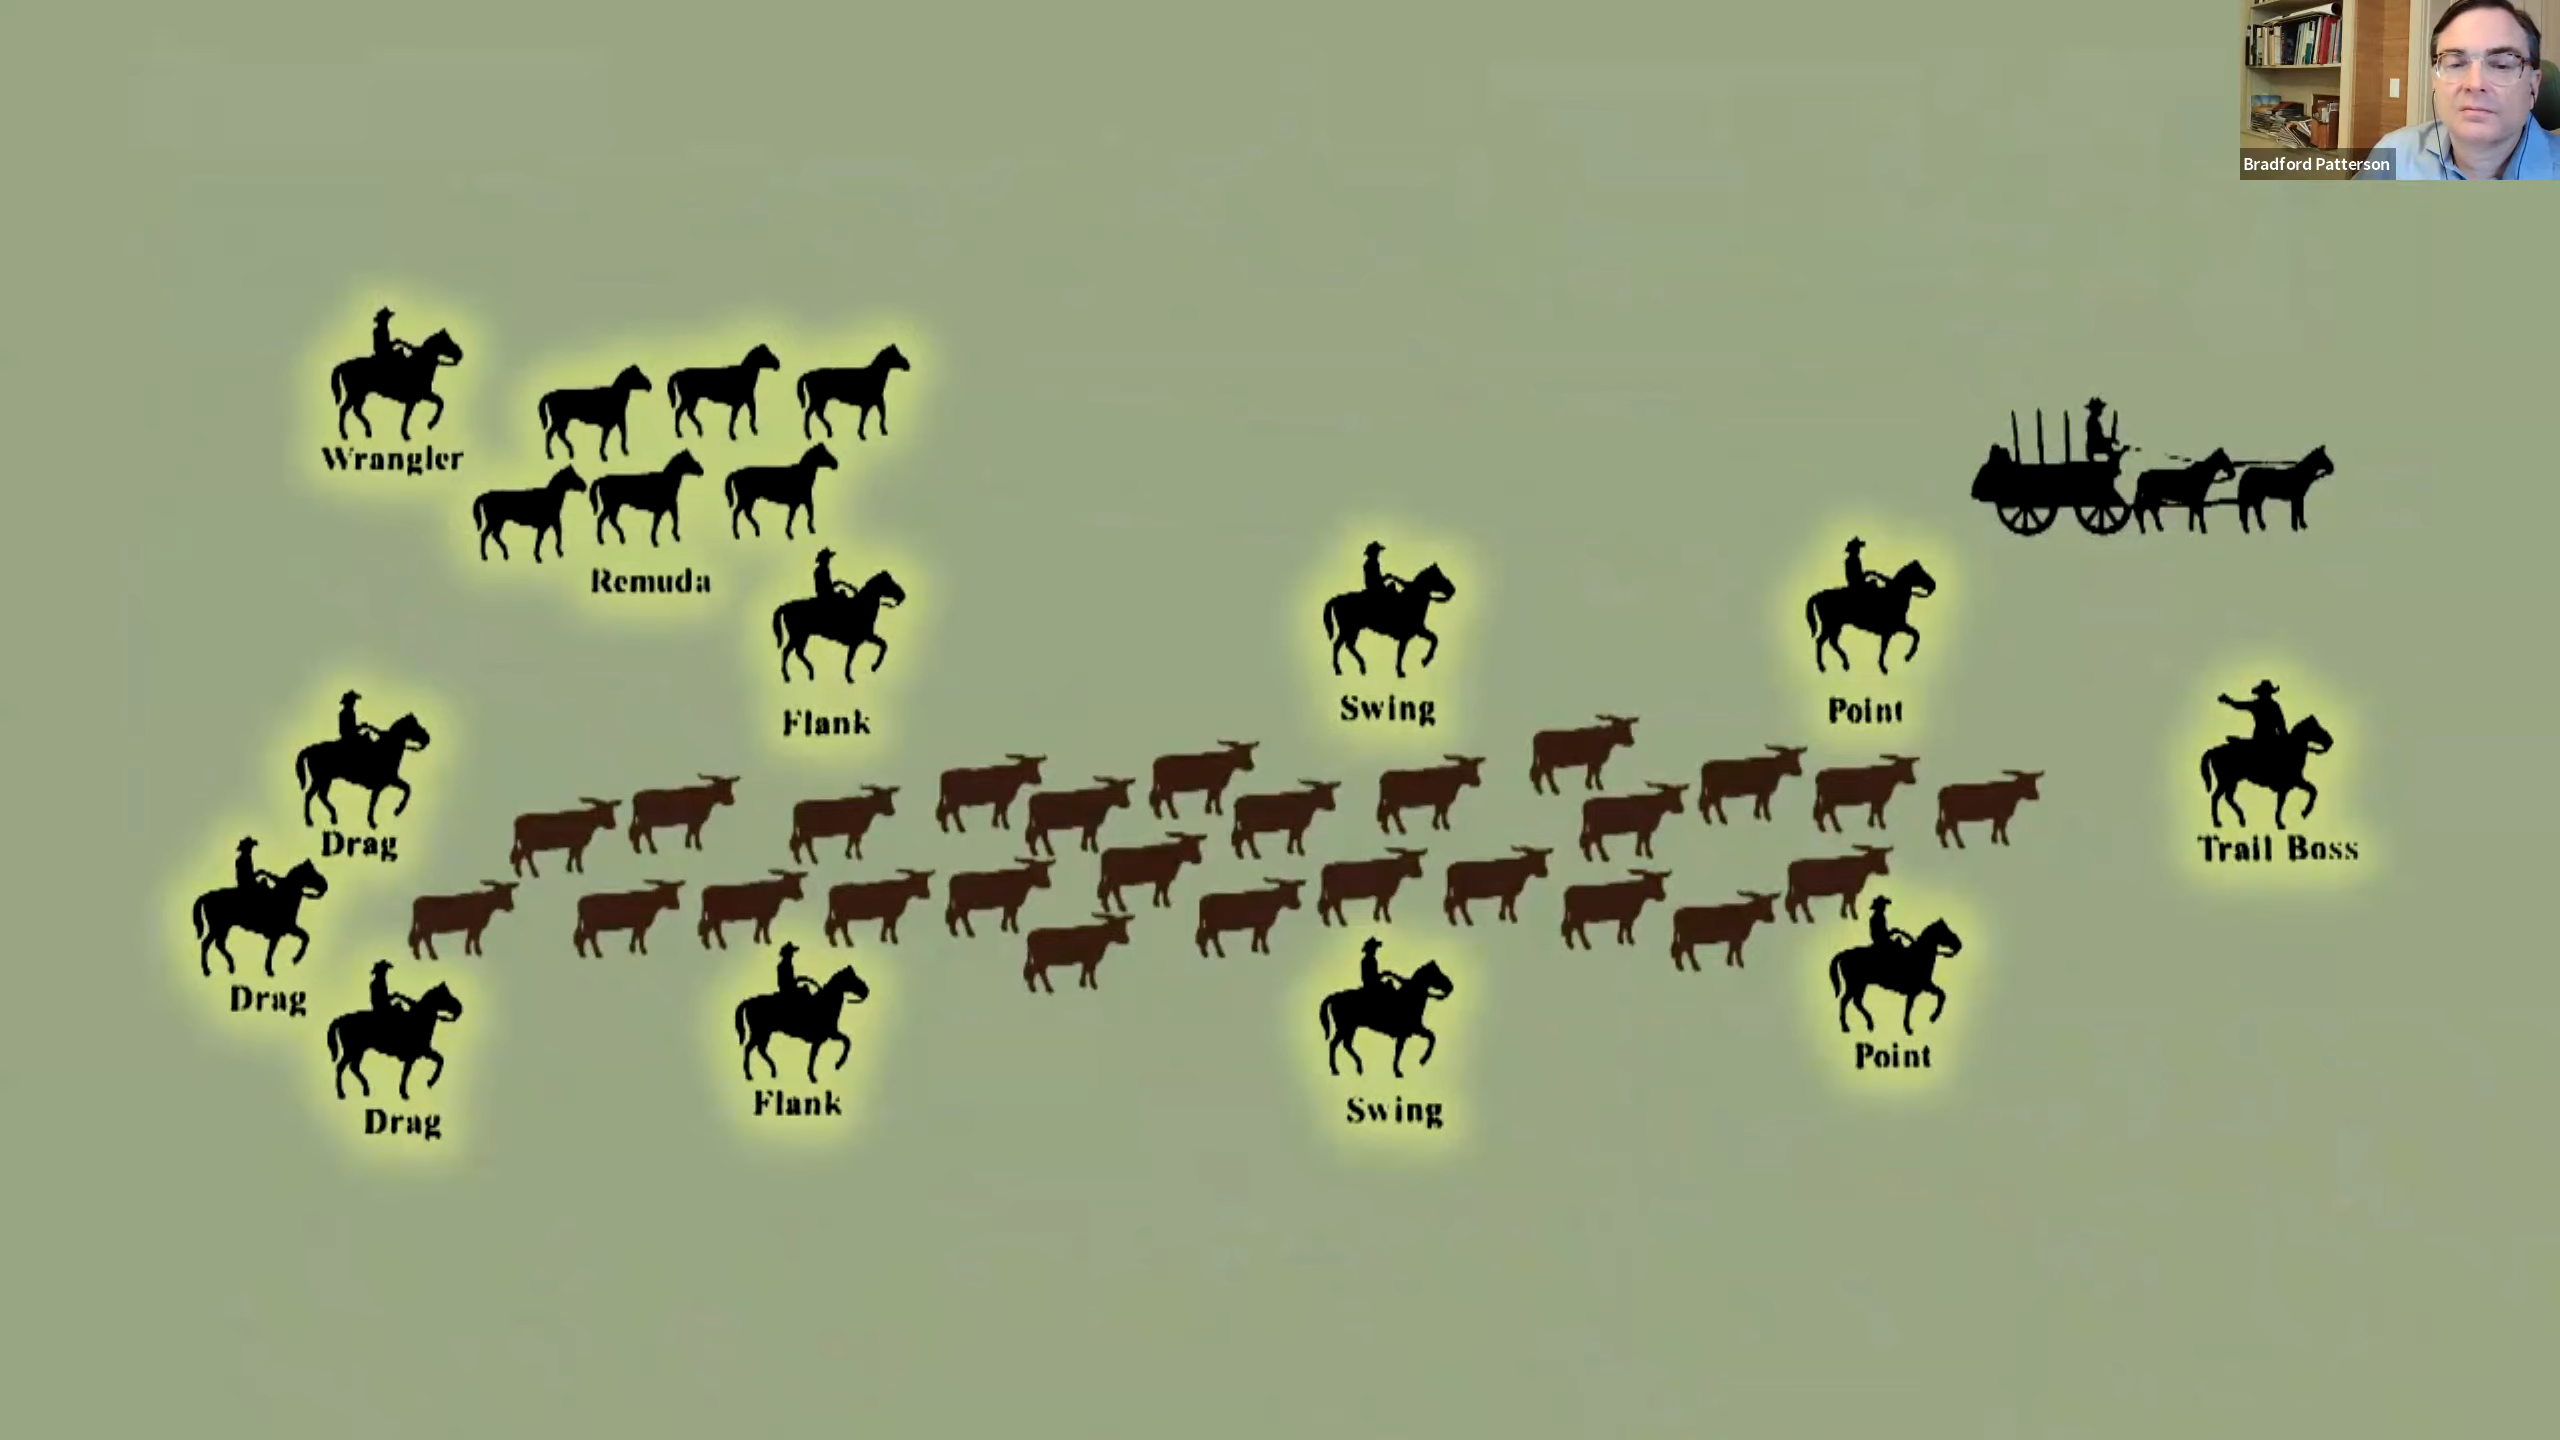 Bradford Patterson
Wrangler
Remuda
Flank
Swing
Point
Trail Boss
Drag
Drag
Drag
Flank
Swing
Point